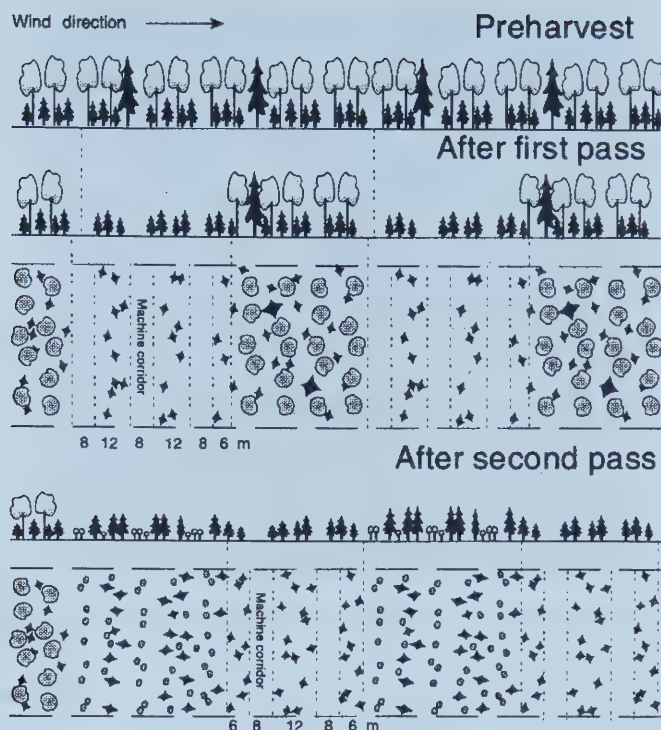 Wind direction
Preharvest
After first pass
Machine corridor
8 12 8 12 8 6 m
After second pass
Machine corridor
6 8 12 8 6 m